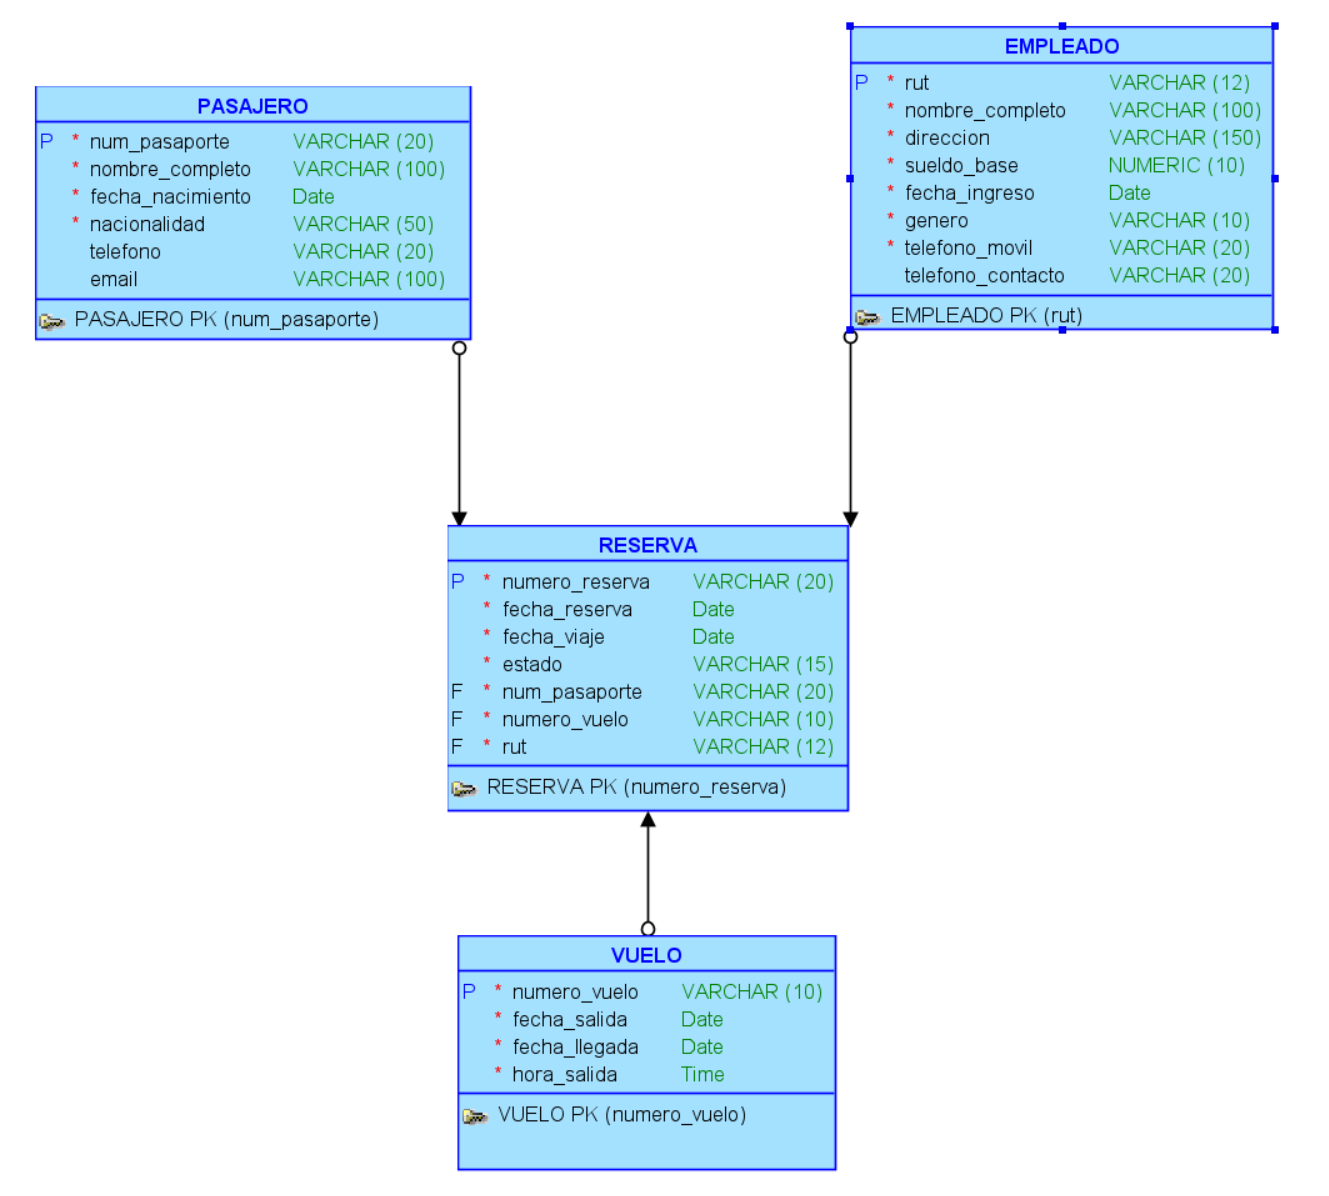 PASAJERO
P * num_pasaporte VARCHAR (20)
* nombre_completo VARCHAR (100)
* fecha_nacimiento Date
* nacionalidad VARCHAR (50)
telefono VARCHAR (20)
email VARCHAR (100)
PASAJERO PK (num_pasaporte)
EMPLEADO
P * rut VARCHAR (12)
* nombre_completo VARCHAR (100)
* direccion VARCHAR (150)
* sueldo_base NUMERIC (10)
* fecha_ingreso Date
* genero VARCHAR (10)
* telefono_movil VARCHAR (20)
telefono_contacto VARCHAR (20)
EMPLEADO PK (rut)
RESERVA
P * numero_reserva VARCHAR (20)
* fecha_reserva Date
* fecha_viaje Date
* estado VARCHAR (15)
F * num_pasaporte VARCHAR (20)
F * numero_vuelo VARCHAR (10)
F * rut VARCHAR (12)
RESERVA PK (numero_reserva)
VUELO
P * numero_vuelo VARCHAR (10)
* fecha_salida Date
* fecha_llegada Date
* hora_salida Time
VUELO PK (numero_vuelo)